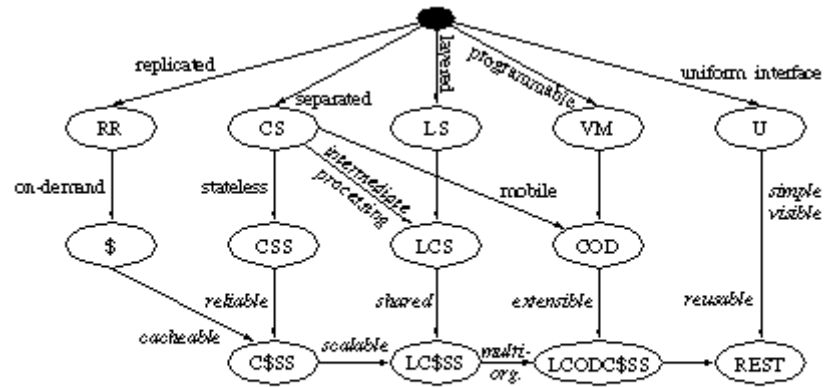 replicated
layered
programmable
uniform interface
separated
RR
CS
LS
VM
U
on-demand
stateless
intermediate
processing
mobile
simple
visible
$
CSS
LCS
COD
reliable
shared
extensible
reusable
cacheable
scalable
multi-
org.
C$SS
LC$SS
LCODC$SS
REST